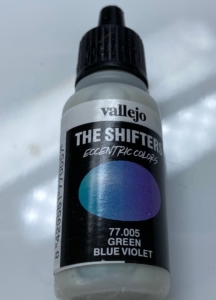 vallejo
THE SHIFTERS
ECCENTRIC COLORS
77.005
GREEN
BLUE VIOLET